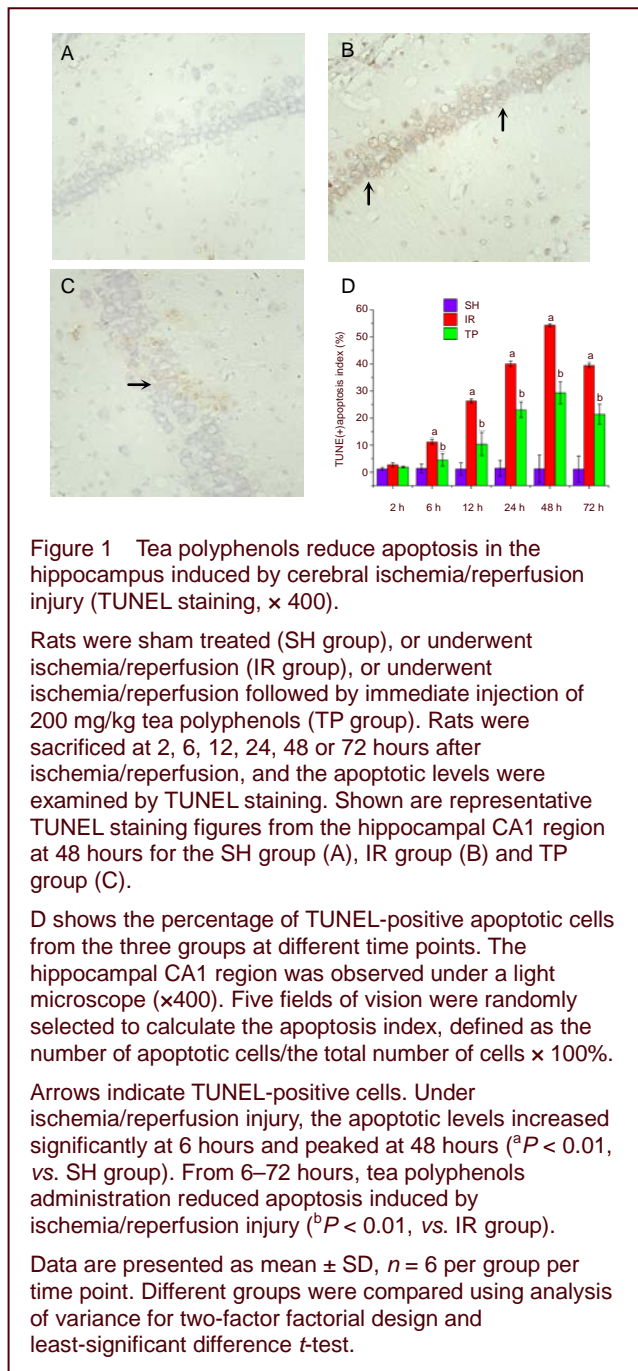 A
B
C
D
SH
IR
TP
TUNE(+)apoptosis index (%)
60
50
40
30
20
10
0
a
a
a
a
a
b
b
b
b
b
2 h 6 h 12 h 24 h 48 h 72 h
Figure 1 Tea polyphenols reduce apoptosis in the
hippocampus induced by cerebral ischemia/reperfusion
injury (TUNEL staining, × 400).
Rats were sham treated (SH group), or underwent
ischemia/reperfusion (IR group), or underwent
ischemia/reperfusion followed by immediate injection of
200 mg/kg tea polyphenols (TP group). Rats were
sacrificed at 2, 6, 12, 24, 48 or 72 hours after
ischemia/reperfusion, and the apoptotic levels were
examined by TUNEL staining. Shown are representative
TUNEL staining figures from the hippocampal CA1 region
at 48 hours for the SH group (A), IR group (B) and TP
group (C).
D shows the percentage of TUNEL-positive apoptotic cells
from the three groups at different time points. The
hippocampal CA1 region was observed under a light
microscope (×400). Five fields of vision were randomly
selected to calculate the apoptosis index, defined as the
number of apoptotic cells/the total number of cells × 100%.
Arrows indicate TUNEL-positive cells. Under
ischemia/reperfusion injury, the apoptotic levels increased
significantly at 6 hours and peaked at 48 hours (ᵃP < 0.01,
vs. SH group). From 6–72 hours, tea polyphenols
administration reduced apoptosis induced by
ischemia/reperfusion injury (ᵇP < 0.01, vs. IR group).
Data are presented as mean ± SD, n = 6 per group per
time point. Different groups were compared using analysis
of variance for two-factor factorial design and
least-significant difference t-test.